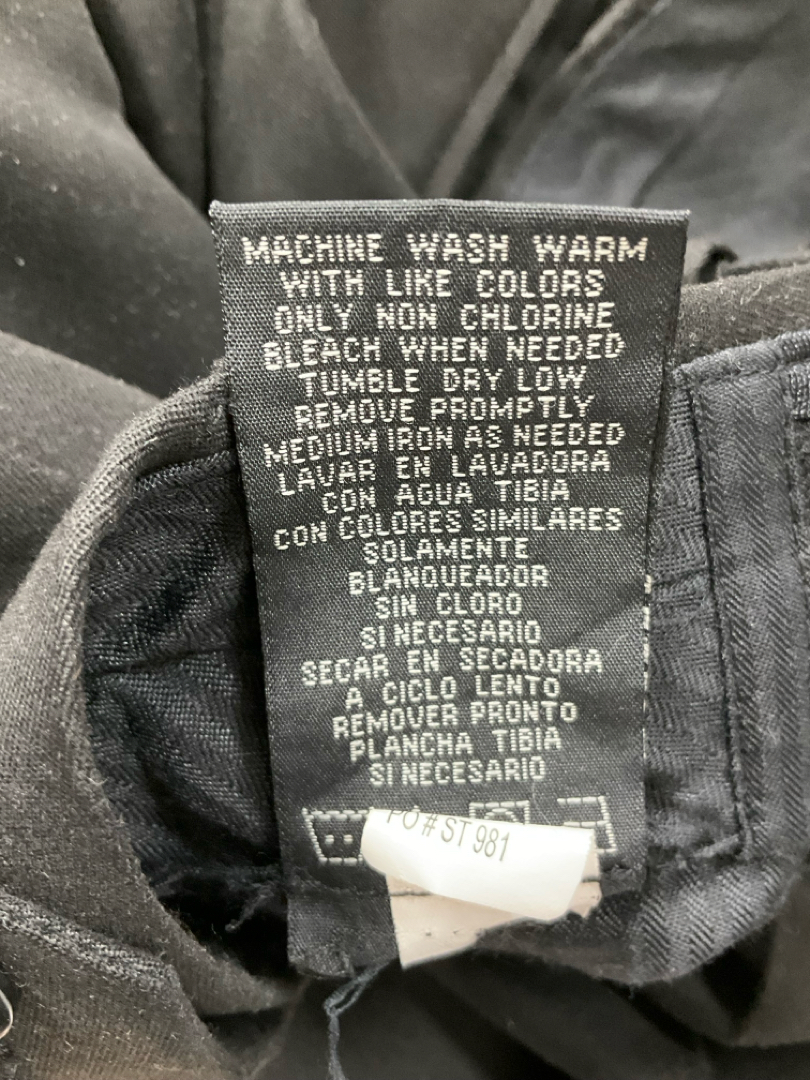 MACHINE WASH WARM
WITH LIKE COLORS
ONLY NON CHLORINE
BLEACH WHEN NEEDED
TUMBLE DRY LOW
REMOVE PROMPTLY
MEDIUM IRON AS NEEDED
LAVAR EN LAVADORA
CON AGUA TIBIA
CON COLORES SIMILARES
SOLAMENTE
BLANQUEADOR
SIN CLORO
SI NECESARIO
SECAR EN SECADORA
A CICLO LENTO
REMOVER PRONTO
PLANCHA TIBIA
SI NECESARIO
PO # ST 981